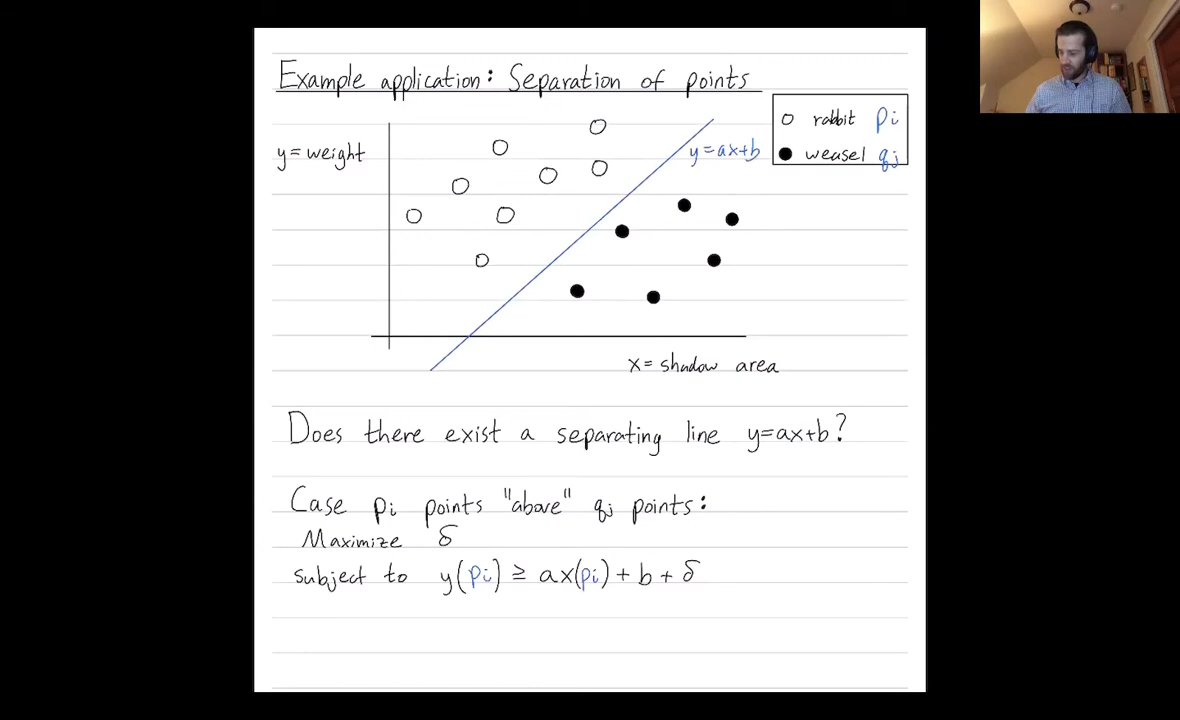 Example application: Separation of points
rabbit pi
y=weight
y=ax+b
weasel qj
x= shadow area
Does there exist a separating line y=ax+b?
Case pi points "above" qj points:
Maximize δ
subject to y(pi) ≥ ax(pi) + b + δ